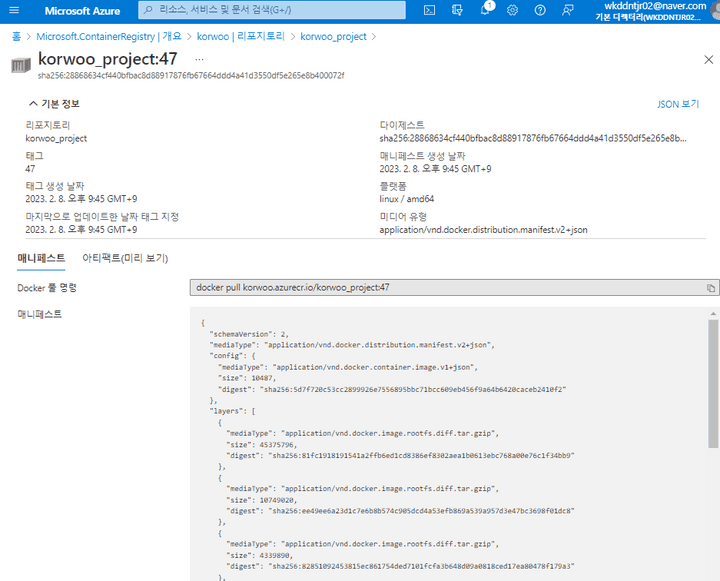 Microsoft Azure
리소스, 서비스 및 문서 검색(G+/)
1
wkddntjr02@naver.com
기본 디렉터리(WKDDNTJR02...
홈 > Microsoft.ContainerRegistry | 개요 > korwoo | 리포지토리 > korwoo_project >
korwoo_project:47 ...
sha256:28868634cf440bfbac8d88917876fb67664ddd4a41d3550df5e265e8b400072f
기본 정보
JSON 보기
리포지토리
korwoo_project
다이제스트
sha256:28868634cf440bfbac8d88917876fb67664ddd4a41d3550df5e265e8b...
태그
47
매니페스트 생성 날짜
2023. 2. 8. 오후 9:45 GMT+9
태그 생성 날짜
2023. 2. 8. 오후 9:45 GMT+9
플랫폼
linux / amd64
마지막으로 업데이트한 날짜 태그 지정
2023. 2. 8. 오후 9:45 GMT+9
미디어 유형
application/vnd.docker.distribution.manifest.v2+json
매니페스트 아티팩트(미리 보기)
Docker 풀 명령
docker pull korwoo.azurecr.io/korwoo_project:47
매니페스트
{
"schemaVersion": 2,
"mediaType": "application/vnd.docker.distribution.manifest.v2+json",
"config": {
"mediaType": "application/vnd.docker.container.image.v1+json",
"size": 10487,
"digest": "sha256:5d7f720c53cc2899926e7556895bbc71bcc609eb456f9a64b6420caceb2410f2"
},
"layers": [
{
"mediaType": "application/vnd.docker.image.rootfs.diff.tar.gzip",
"size": 45375796,
"digest": "sha256:81fc1918191541a2ffb6ed1cd8386ef8302aea1b0613ebc768a00e76c1f34bb9"
},
{
"mediaType": "application/vnd.docker.image.rootfs.diff.tar.gzip",
"size": 10749020,
"digest": "sha256:ee49ee6a23d1c7e6b8b574c905dcd4a53efb869a539a957d3e47bc3698f01dc8"
},
{
"mediaType": "application/vnd.docker.image.rootfs.diff.tar.gzip",
"size": 4339890,
"digest": "sha256:82851092453815ec861754ded7101fcfa3b648d09a0818ced17ea80478f179a3"
},